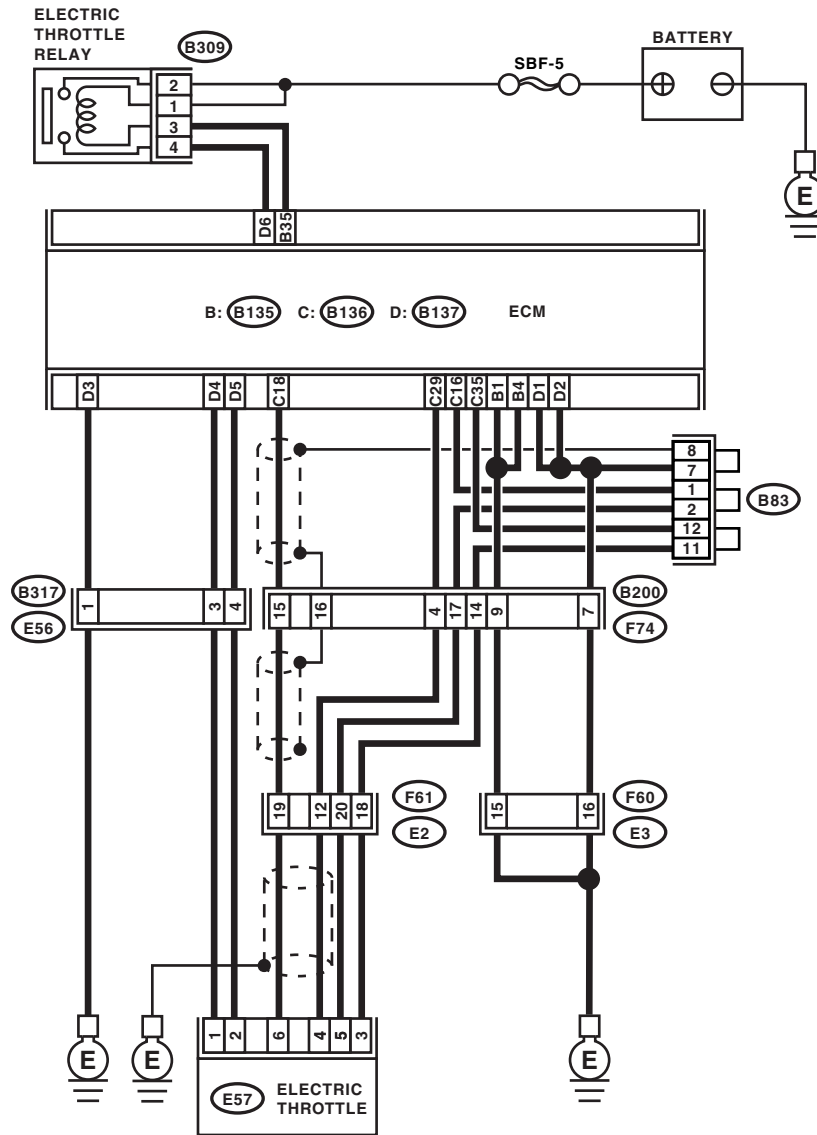 ELECTRIC
THROTTLE
RELAY
B309
SBF-5
BATTERY
2
1
3
4
E
D6
B35
B: B135 C: B136 D: B137 ECM
D3
D4
D5
C18
C29
C16
C35
B1
B4
D1
D2
8
7
1
2
12
11
B83
B317
E56
1
3
4
15
16
4
17
14
9
7
B200
F74
19
12
20
18
F61
E2
15
16
F60
E3
E
E
1
2
6
4
5
3
E
E57
ELECTRIC
THROTTLE